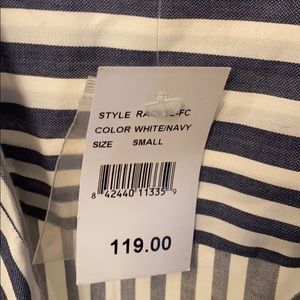 STYLE
COLOR WHITE/NAVY
SIZE SMALL
8 42440 11335 9
119.00